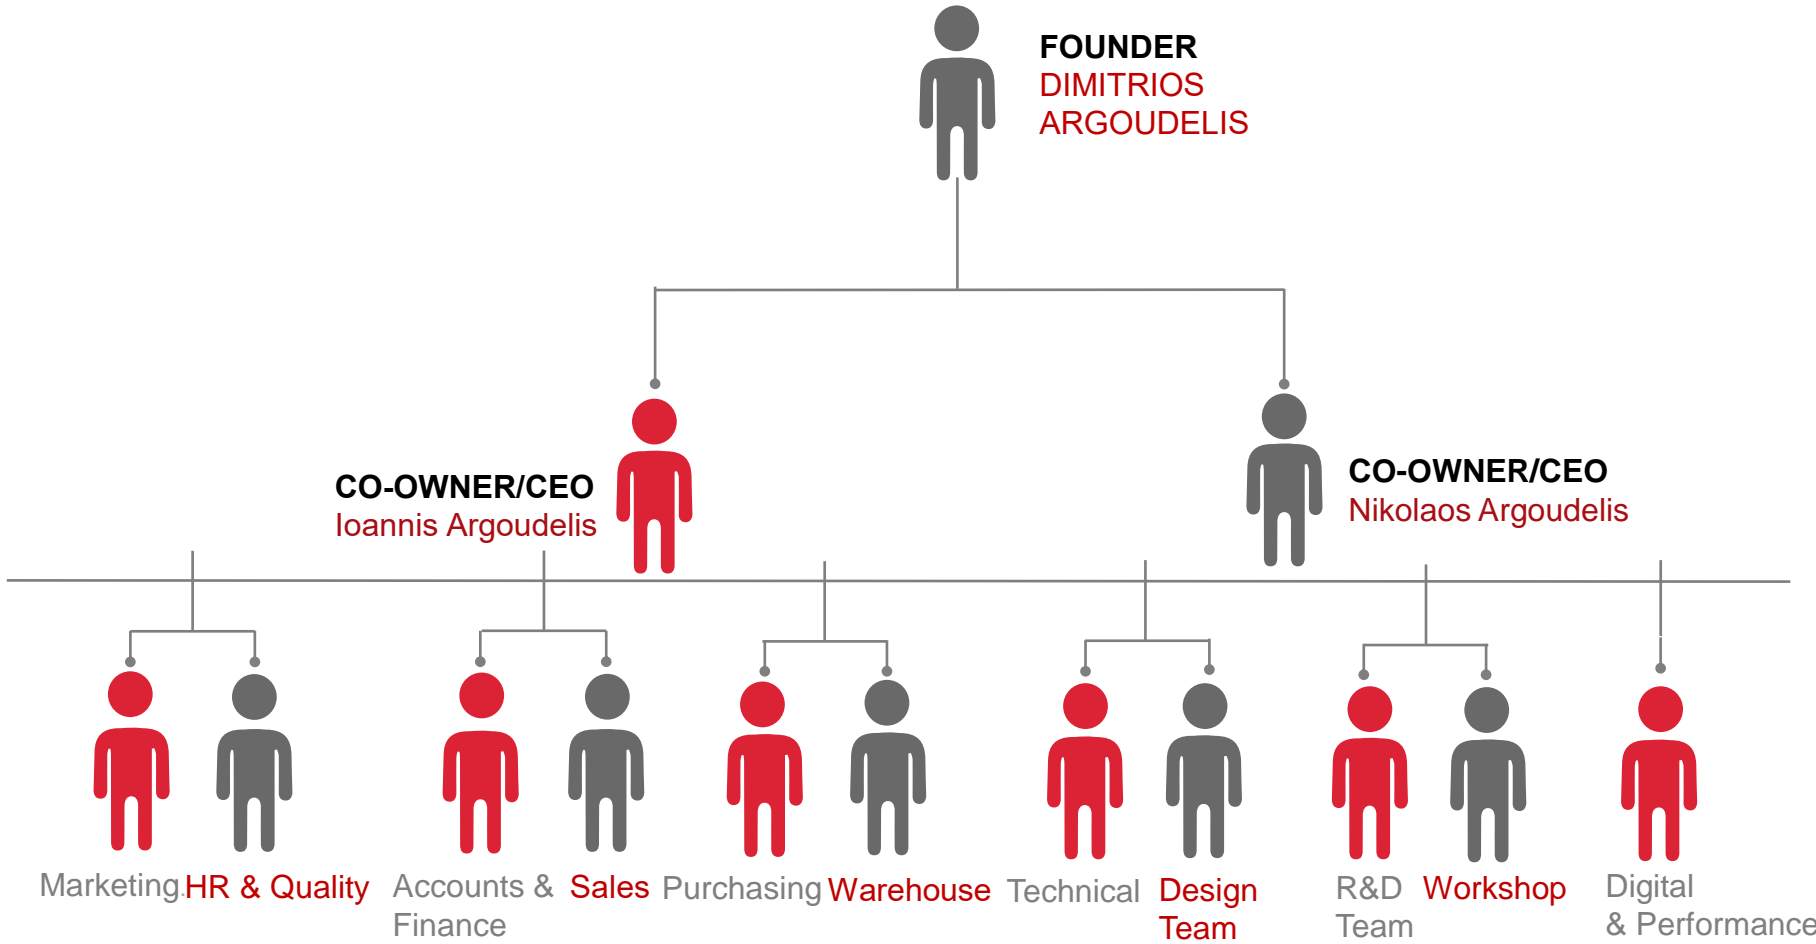 FOUNDER
DIMITRIOS
ARGOUDELIS
CO-OWNER/CEO
Ioannis Argoudelis
CO-OWNER/CEO
Nikolaos Argoudelis
Marketing.
HR & Quality
Accounts &
Finance
Sales
Purchasing
Warehouse
Technical
Design
Team
R&D
Team
Workshop
Digital
& Performance